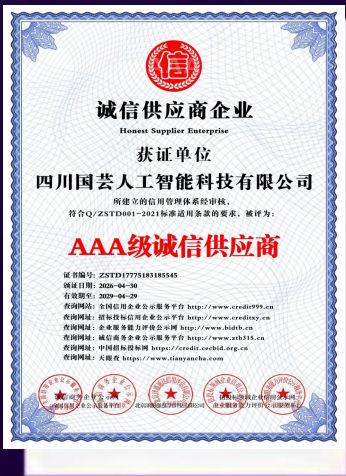 信
诚信供应商企业
Honest Supplier Enterprise
获证单位
四川国芸人工智能科技有限公司
所建立的信用管理体系经审核，
符合Q/ZSTD001-2021标准适用条款的要求，被评为：
AAA级诚信供应商
证书编号：ZSTD17775183185545
颁证日期：2026-04-30
有效期至：2029-04-29
查询网站：全国信用企业公示服务平台 http://www.credit999.cn
查询网址：招标投标信用企业公示平台 http://www.creditxy.cn
查询网址：企业服务能力评价公示网 http://www.bidtb.cn
查询网址：诚信商务企业公示服务平台 http://www.ztb315.cn
查询网址：中国招标投标网 https://credit.cecbid.org.cn
查询网址：天眼查 https://www.tianyancha.com